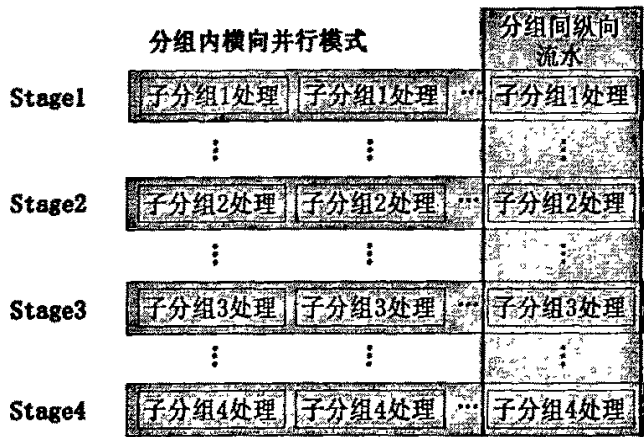 分组内横向并行模式
分组间纵向
流水
Stage1 子分组1处理 子分组1处理 … 子分组1处理
Stage2 子分组2处理 子分组2处理 … 子分组2处理
Stage3 子分组3处理 子分组3处理 … 子分组3处理
Stage4 子分组4处理 子分组4处理 … 子分组4处理